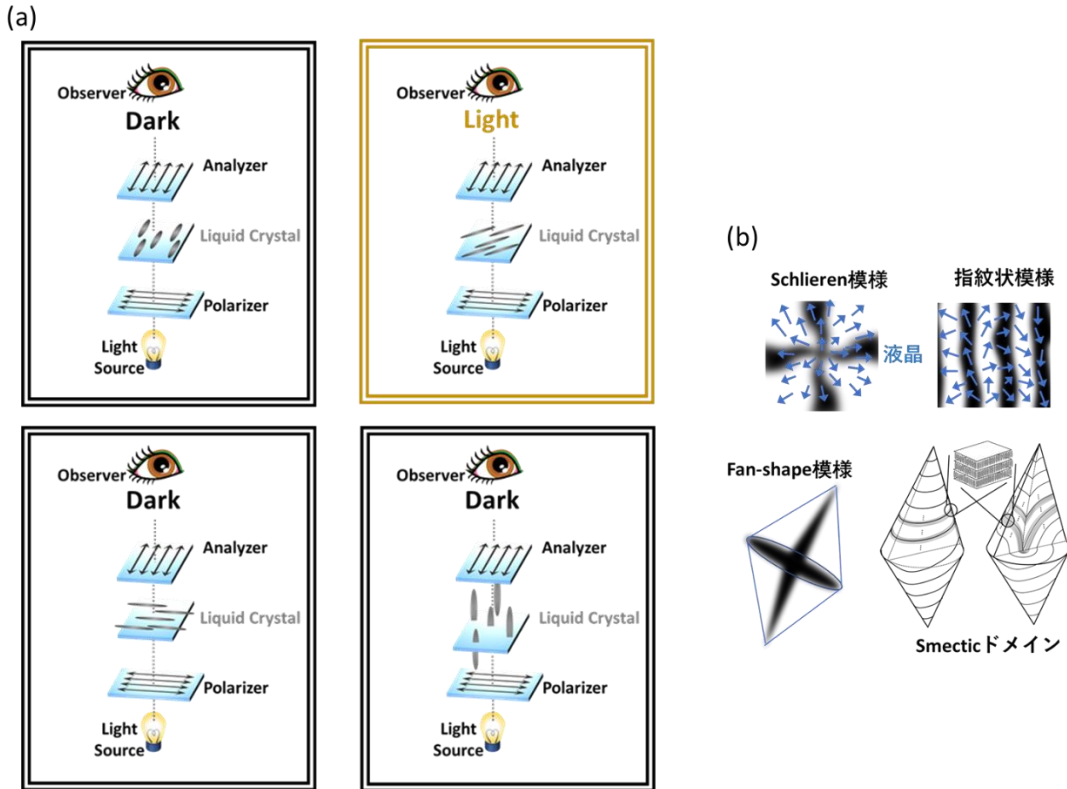 (a)
Observer
Dark
Analyzer
Liquid Crystal
Polarizer
Light
Source
Observer
Light
Analyzer
Liquid Crystal
Polarizer
Light
Source
Observer
Dark
Analyzer
Liquid Crystal
Polarizer
Light
Source
Observer
Dark
Analyzer
Liquid Crystal
Polarizer
Light
Source
(b)
Schlieren模様
指紋状模様
液晶
Fan-shape模様
Smecticドメイン